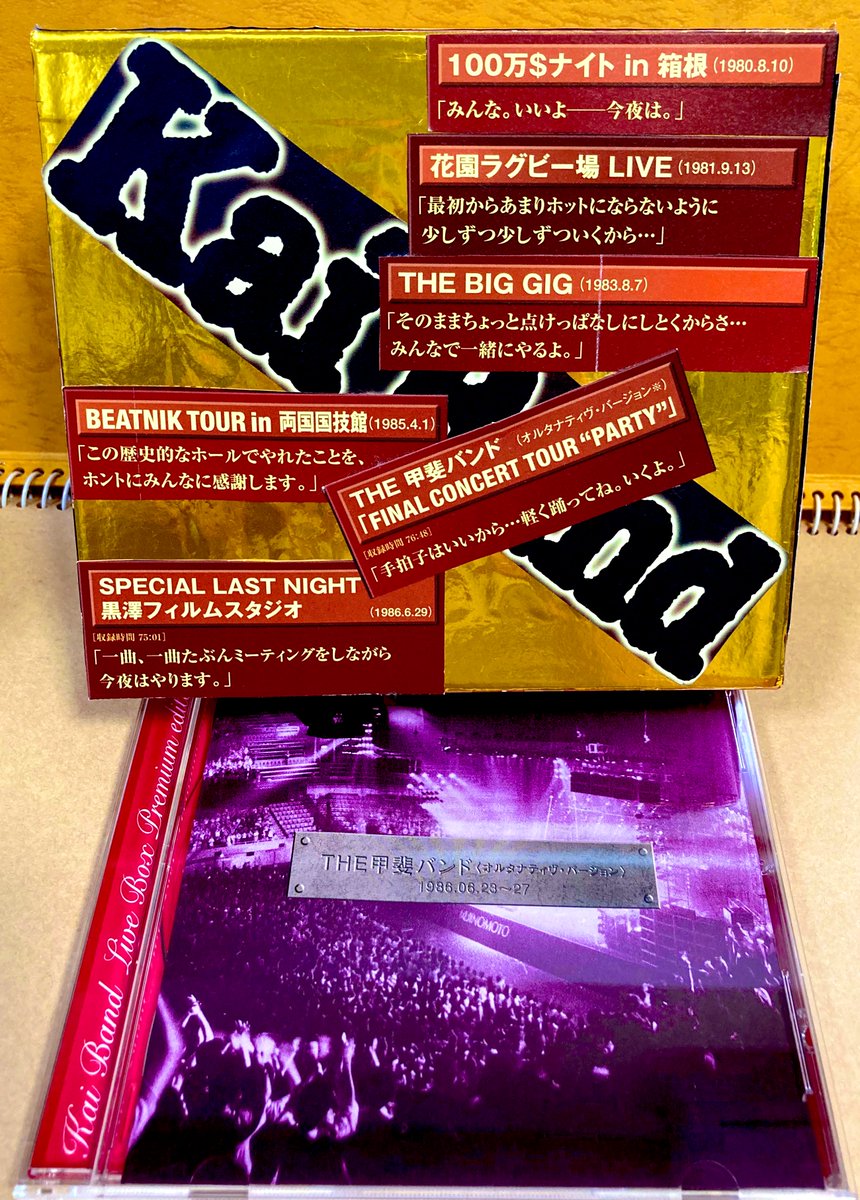 Kai Band
100万$ナイト in 箱根 (1980.8.10)
「みんな。いいよ――今夜は。」
花園ラグビー場 LIVE (1981.9.13)
「最初からあまりホットにならないように
少しずつ少しずついくから…」
THE BIG GIG (1983.8.7)
「そのままちょっと点けっぱなしにしとくからさ…
みんなで一緒にやるよ。」
BEATNIK TOUR in 両国国技館 (1985.4.1)
「この歴史的なホールでやれたことを、
ホントにみんなに感謝します。」
THE 甲斐バンド (オルタナティヴ・バージョン※)
「FINAL CONCERT TOUR “PARTY”」
[収録時間 76:48]
「手拍子はいいから…軽く踊ってね。いくよ。」
SPECIAL LAST NIGHT
黒澤フィルムスタジオ (1986.6.29)
[収録時間 75:01]
「一曲、一曲たぶんミーティングをしながら
今夜はやります。」
Kai Band Live Box Premium edi
THE甲斐バンド〈オルタナティヴ・バージョン〉
1986.06.23〜27